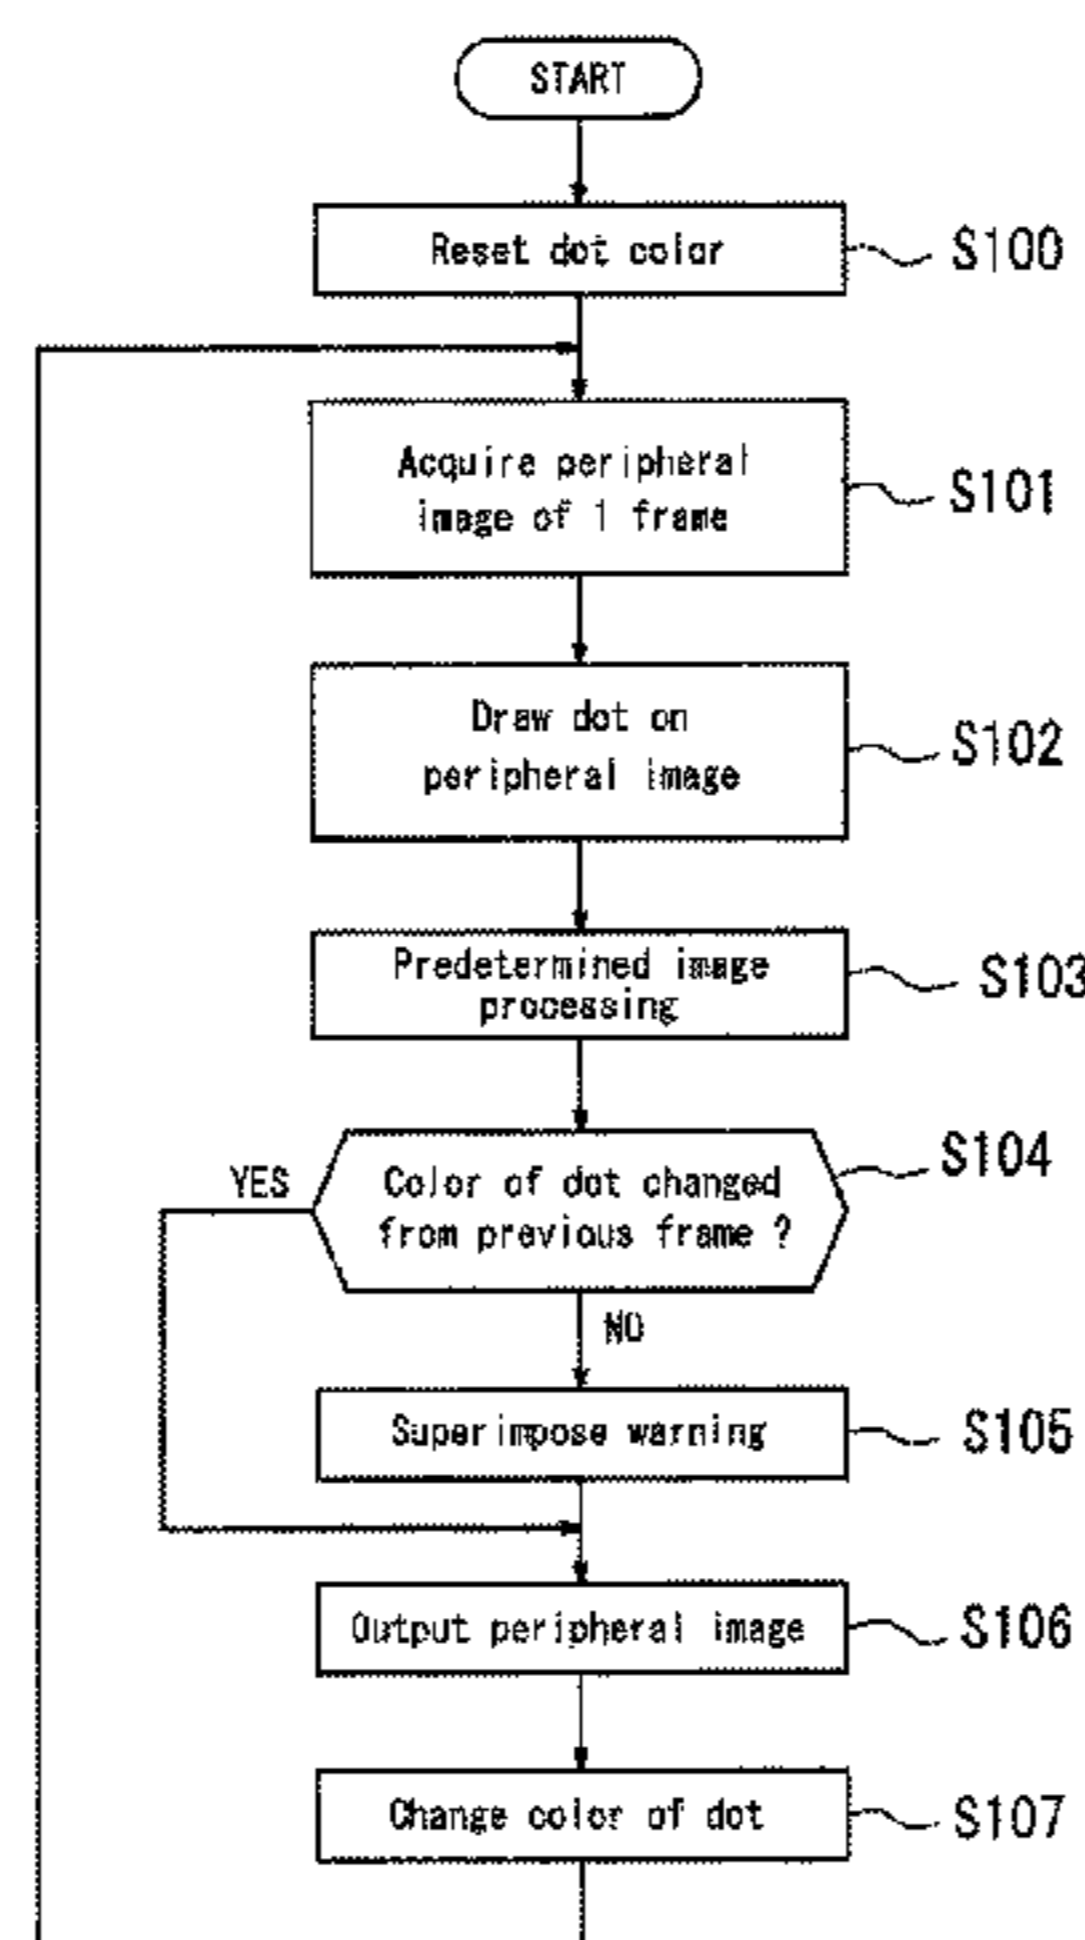 START
Reset dot color
S100
Acquire peripheral
image of 1 frame
S101
Draw dot on
peripheral image
S102
Predetermined image
processing
S103
YES
Color of dot changed
from previous frame ?
S104
NO
Superimpose warning
S105
Output peripheral image
S106
Change color of dot
S107